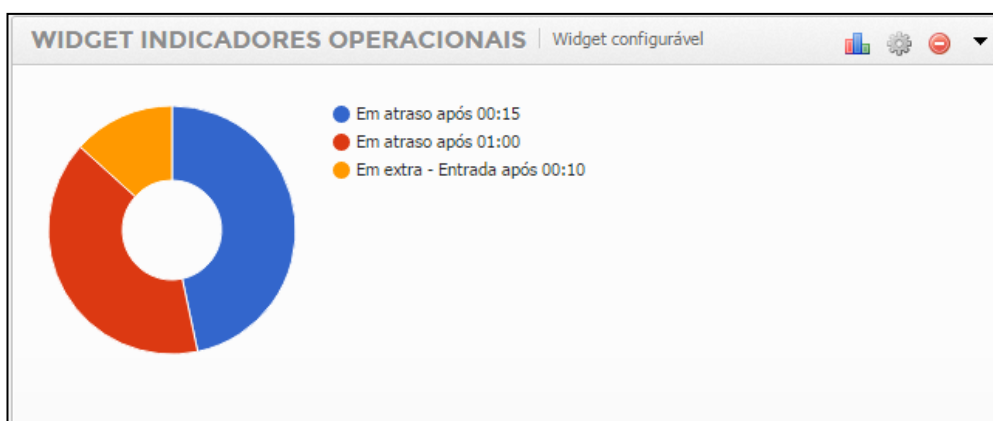 WIDGET INDICADORES OPERACIONAIS Widget configurável
Em atraso após 00:15
Em atraso após 01:00
Em extra - Entrada após 00:10